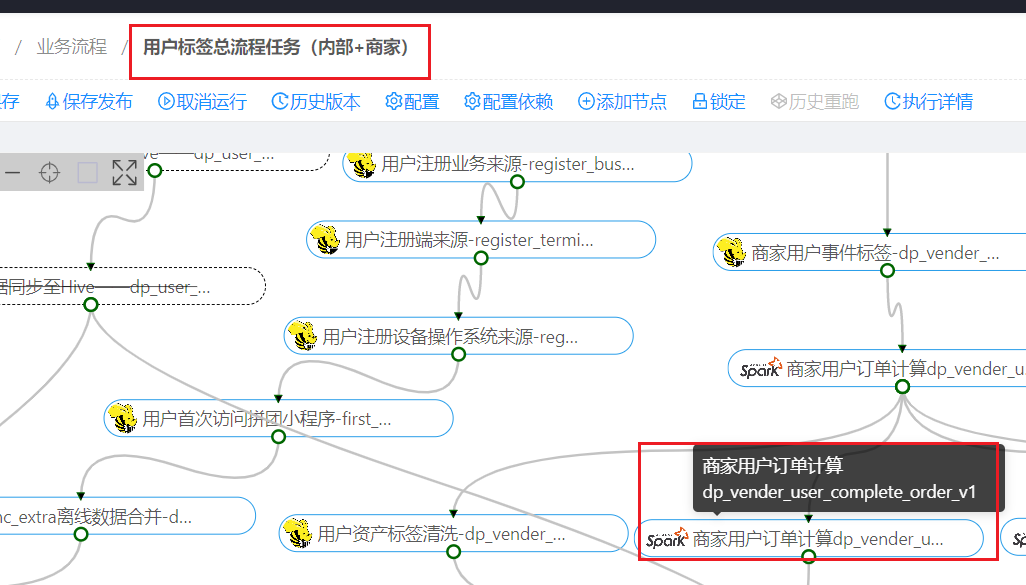 / 业务流程 / 用户标签总流程任务（内部+商家）
存 保存发布 取消运行 历史版本 配置 配置依赖 添加节点 锁定 历史重跑 执行详情
dp_user_...
用户注册业务来源-register_bus...
用户注册端来源-register_termi...
商家用户事件标签-dp_vender_...
据同步至Hive——dp_user_...
用户注册设备操作系统来源-reg...
Spark 商家用户订单计算dp_vender_u...
用户首次访问拼团小程序-first_...
商家用户订单计算
dp_vender_user_complete_order_v1
nc_extra离线数据合并-d...
用户资产标签清洗-dp_vender_...
Spark 商家用户订单计算dp_vender_u...